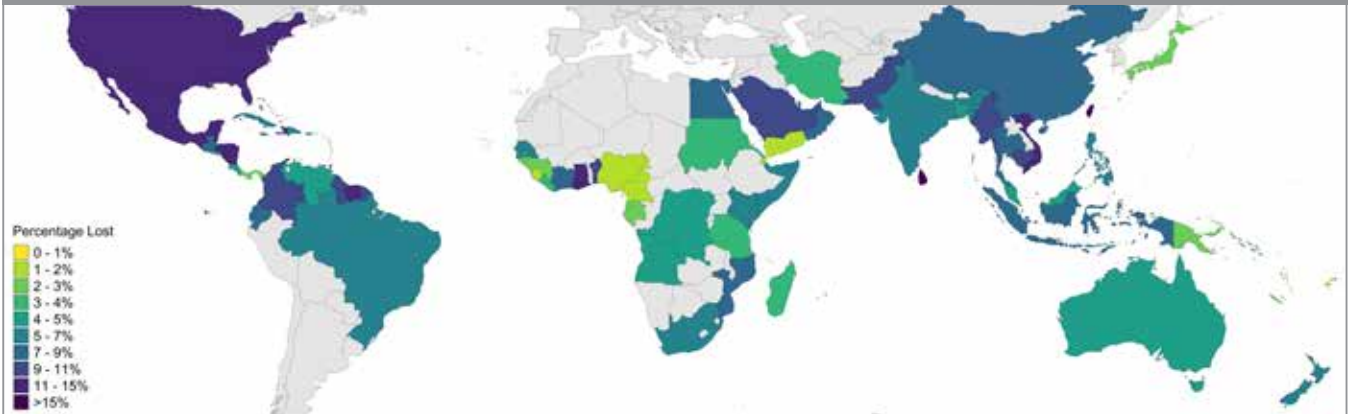 Percentage Lost
0 - 1%
1 - 2%
2 - 3%
3 - 4%
4 - 5%
5 - 7%
7 - 9%
9 - 11%
11 - 15%
>15%